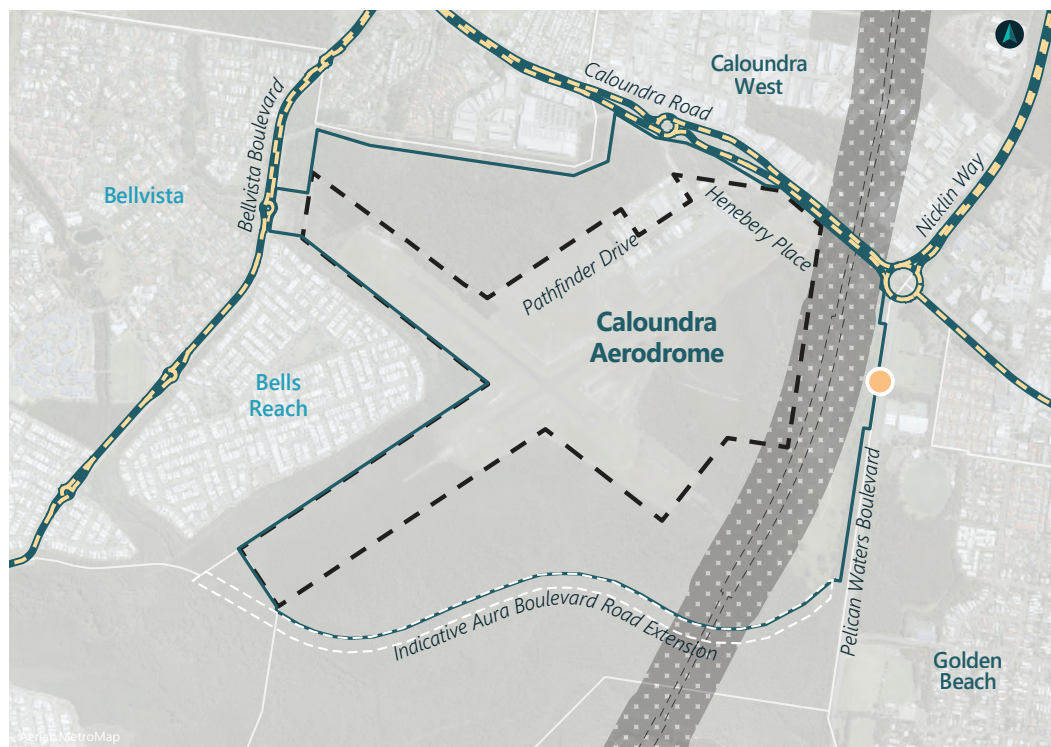 Caloundra
West
Caloundra Road
Bellvista Boulevard
Bellvista
Nicklin Way
Henebery Place
Pathfinder Drive
Caloundra
Aerodrome
Bells
Reach
Pelican Waters Boulevard
Indicative Aura Boulevard Road Extension
Golden
Beach
Aerial: MetroMap